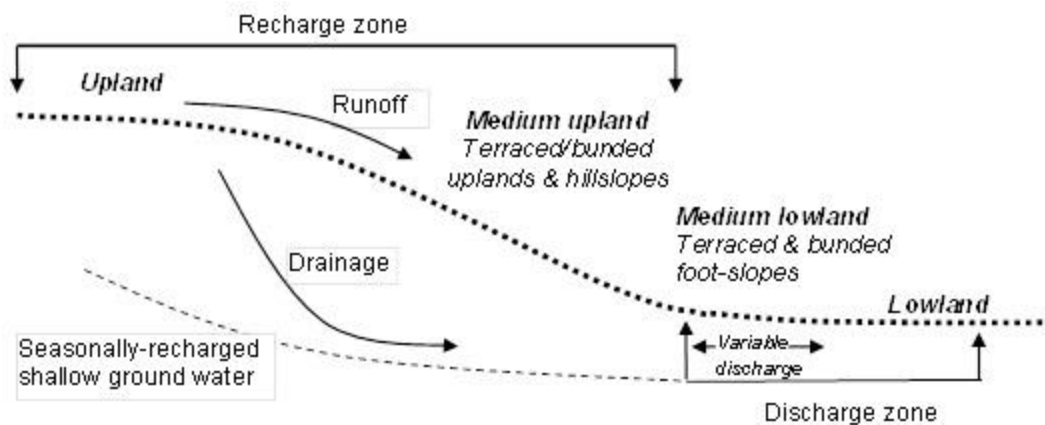 Recharge zone
Upland
Runoff
Medium upland
Terraced/bunded
uplands & hillslopes
Medium lowland
Terraced & bunded
foot-slopes
Drainage
Lowland
Seasonally-recharged
shallow ground water
Variable
discharge
Discharge zone